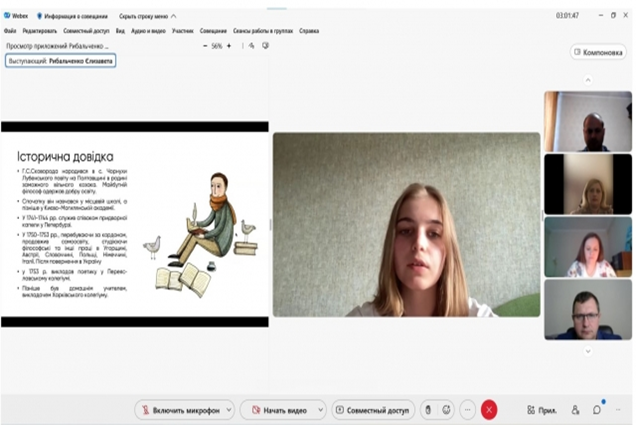 Webex
Информация о совещании
Скрыть строку меню
03:01:47
Файл Редактировать Совместный доступ Вид Аудио и видео Участник Совещание Сеансы работы в группах Справка
Просмотр приложений Рибальченко ...
56%
Выступающий: Рибальченко Єлизавета
Компоновка
Історична довідка
Г.С.Сковорода народився в с. Чорнухи
Лубенського повіту на Полтавщині в родині
заможного вільного козака. Майбутній
філософ одержав добру освіту.
Спочатку він навчався у місцевій школі, а
пізніше у Києво-Могилянській академії.
У 1741-1744 рр. служив співаком придворної
капели у Петербурзі.
У 1750-1753 рр., перебуваючи за кордоном,
продовжив самоосвіту, студіюючи
філософські та інші праці в Угорщині,
Австрії, Словаччині, Польщі, Німеччині,
Італії. Після повернення в Україну
у 1753 р. викладав поетику у Переяс-
лавському колегіумі.
Пізніше був домашнім учителем,
викладачем Харківського колегіуму.
Включить микрофон
Начать видео
Совместный доступ
Прил.